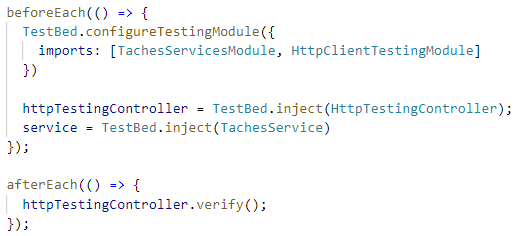 beforeEach(() => {
  TestBed.configureTestingModule({
    imports: [TachesServicesModule, HttpClientTestingModule]
  })

  httpTestingController = TestBed.inject(HttpTestingController);
  service = TestBed.inject(TachesService)
});

afterEach(() => {
  httpTestingController.verify();
});